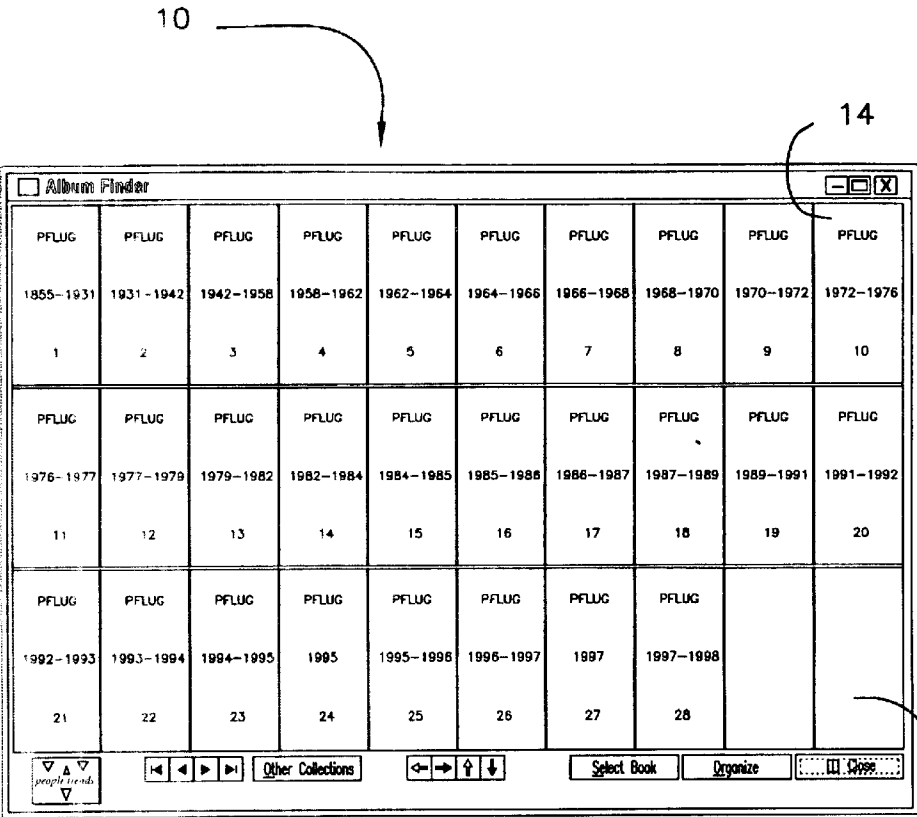 10
14
Album Finder
PFLUG PFLUG PFLUG PFLUG PFLUG PFLUG PFLUG PFLUG PFLUG PFLUG
1855-1931 1931-1942 1942-1958 1958-1962 1962-1964 1964-1966 1966-1968 1968-1970 1970-1972 1972-1976
1 2 3 4 5 6 7 8 9 10
PFLUG PFLUG PFLUG PFLUG PFLUG PFLUG PFLUG PFLUG PFLUG PFLUG
1976-1977 1977-1979 1979-1982 1982-1984 1984-1985 1985-1986 1986-1987 1987-1989 1989-1991 1991-1992
11 12 13 14 15 16 17 18 19 20
PFLUG PFLUG PFLUG PFLUG PFLUG PFLUG PFLUG PFLUG
1992-1993 1993-1994 1994-1995 1995 1995-1996 1996-1997 1997 1997-1998
21 22 23 24 25 26 27 28
people
Other Collections Select Book Organize Close